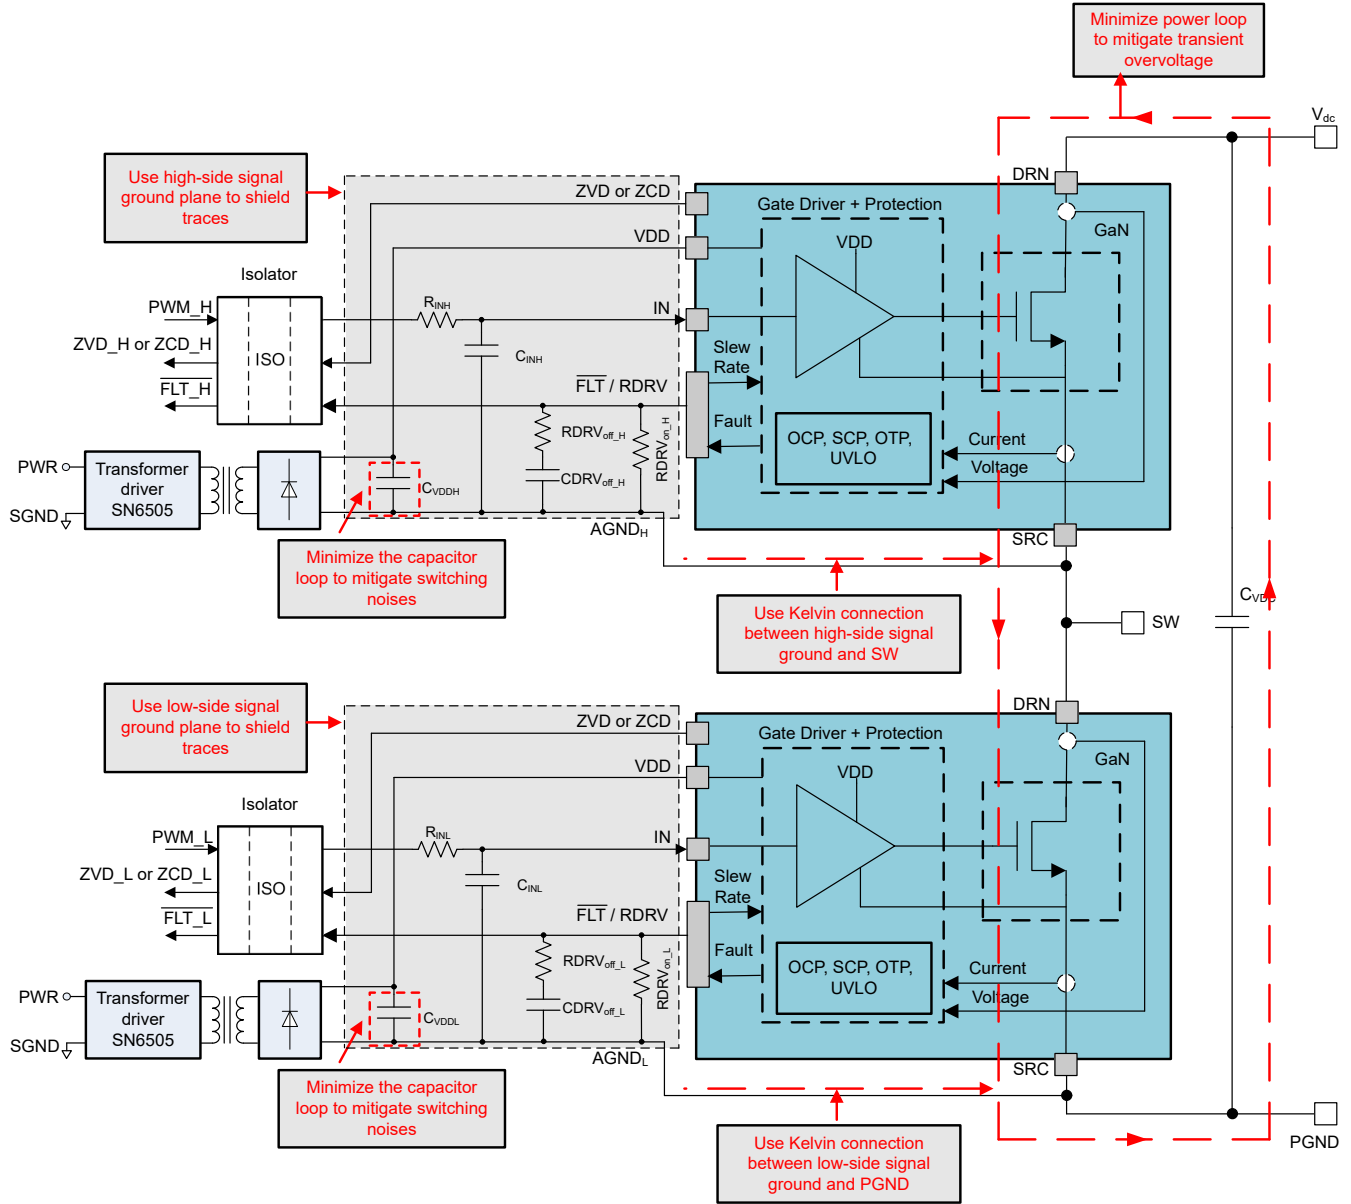 Minimize power loop
to mitigate transient
overvoltage
Vdc
Use high-side signal
ground plane to shield
traces
ZVD or ZCD
DRN
Gate Driver + Protection
GaN
VDD
VDD
Isolator
PWM_H
RINH
IN
ZVD_H or ZCD_H
ISO
CINH
Slew
Rate
FLT_H
FLT / RDRV
RDRVoff_H
RDRVon_H
Fault
OCP, SCP, OTP,
UVLO
Current
Voltage
PWR
Transformer
driver
SN6505
CDRVoff_H
CVDDH
SGND
AGNDH
SRC
Minimize the capacitor
loop to mitigate switching
noises
Use Kelvin connection
between high-side signal
ground and SW
CVDC
SW
Use low-side signal
ground plane to shield
traces
ZVD or ZCD
DRN
Gate Driver + Protection
GaN
VDD
VDD
Isolator
PWM_L
RINL
IN
ZVD_L or ZCD_L
ISO
CINL
Slew
Rate
FLT_L
FLT / RDRV
RDRVoff_L
RDRVon_L
Fault
OCP, SCP, OTP,
UVLO
Current
Voltage
PWR
Transformer
driver
SN6505
CDRVoff_L
CVDDL
SGND
AGNDL
SRC
Minimize the capacitor
loop to mitigate switching
noises
Use Kelvin connection
between low-side signal
ground and PGND
PGND